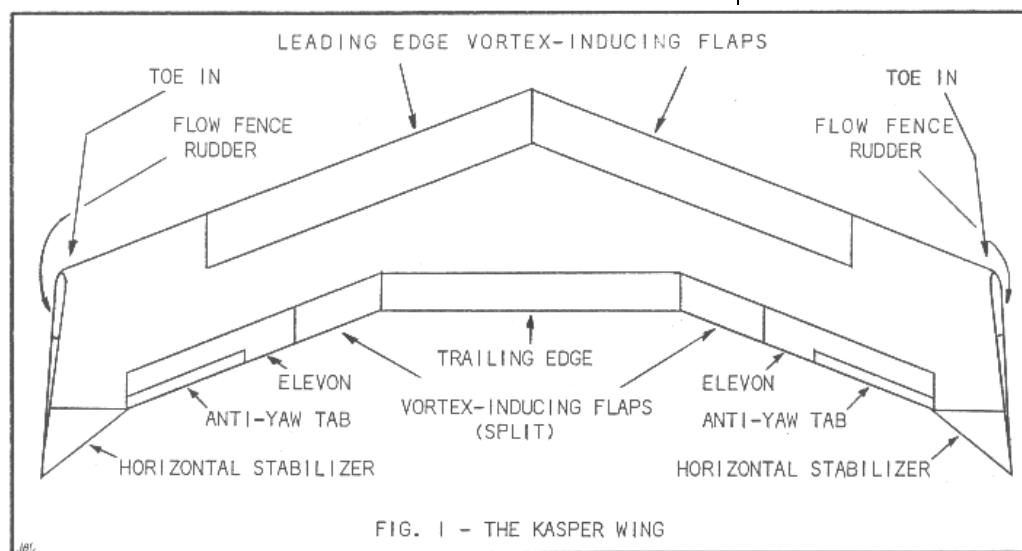 LEADING EDGE VORTEX-INDUCING FLAPS
TOE IN
TOE IN
FLOW FENCE
RUDDER
FLOW FENCE
RUDDER
TRAILING EDGE
ELEVON
ELEVON
VORTEX-INDUCING FLAPS
(SPLIT)
ANTI-YAW TAB
ANTI-YAW TAB
HORIZONTAL STABILIZER
HORIZONTAL STABILIZER
FIG. I - THE KASPER WING